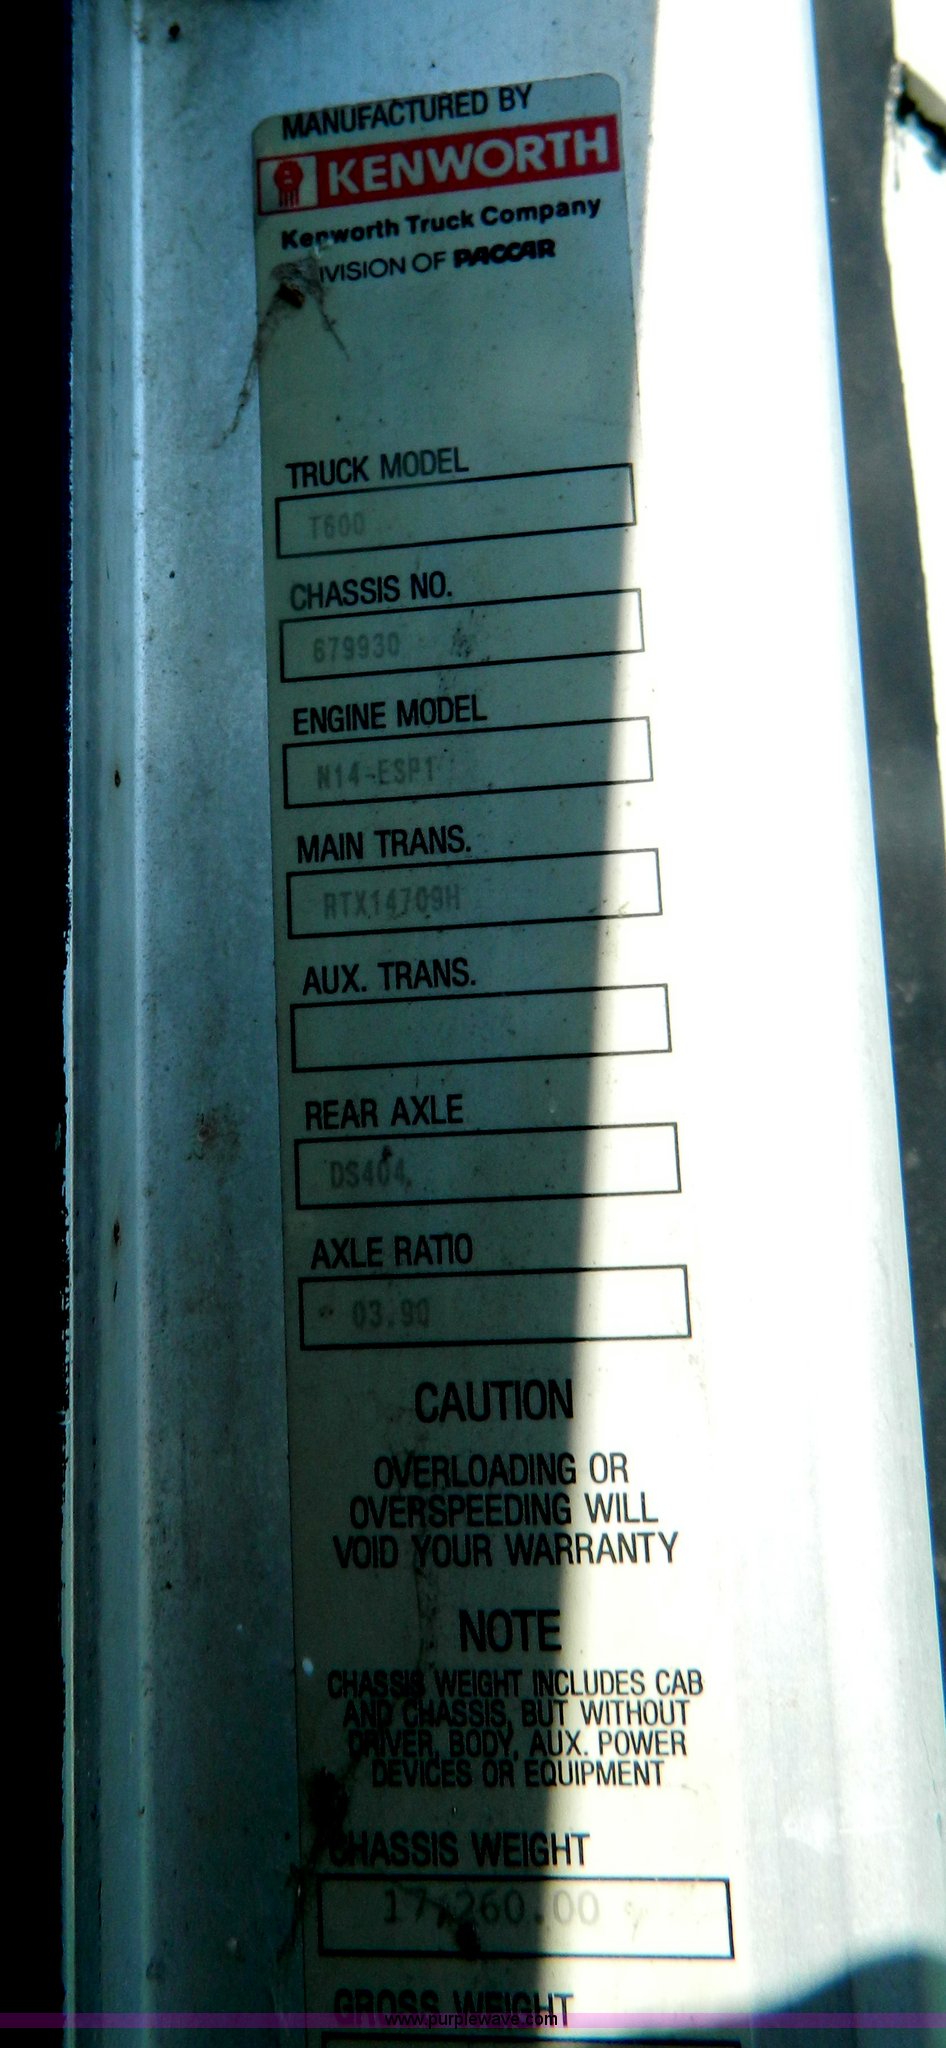 MANUFACTURED BY
KENWORTH
Kenworth Truck Company
IVISION OF PACCAR
TRUCK MODEL
T600
CHASSIS NO.
679930
ENGINE MODEL
N14-ESP1
MAIN TRANS.
RTX14709H
AUX. TRANS.
REAR AXLE
DS404
AXLE RATIO
03.90
CAUTION
OVERLOADING OR
OVERSPEEDING WILL
VOID YOUR WARRANTY
NOTE
CHASSIS WEIGHT INCLUDES CAB
AND CHASSIS, BUT WITHOUT
DRIVER, BODY, AUX. POWER
DEVICES OR EQUIPMENT
CHASSIS WEIGHT
17,260.00
GROSS WEIGHT
www.purplewave.com